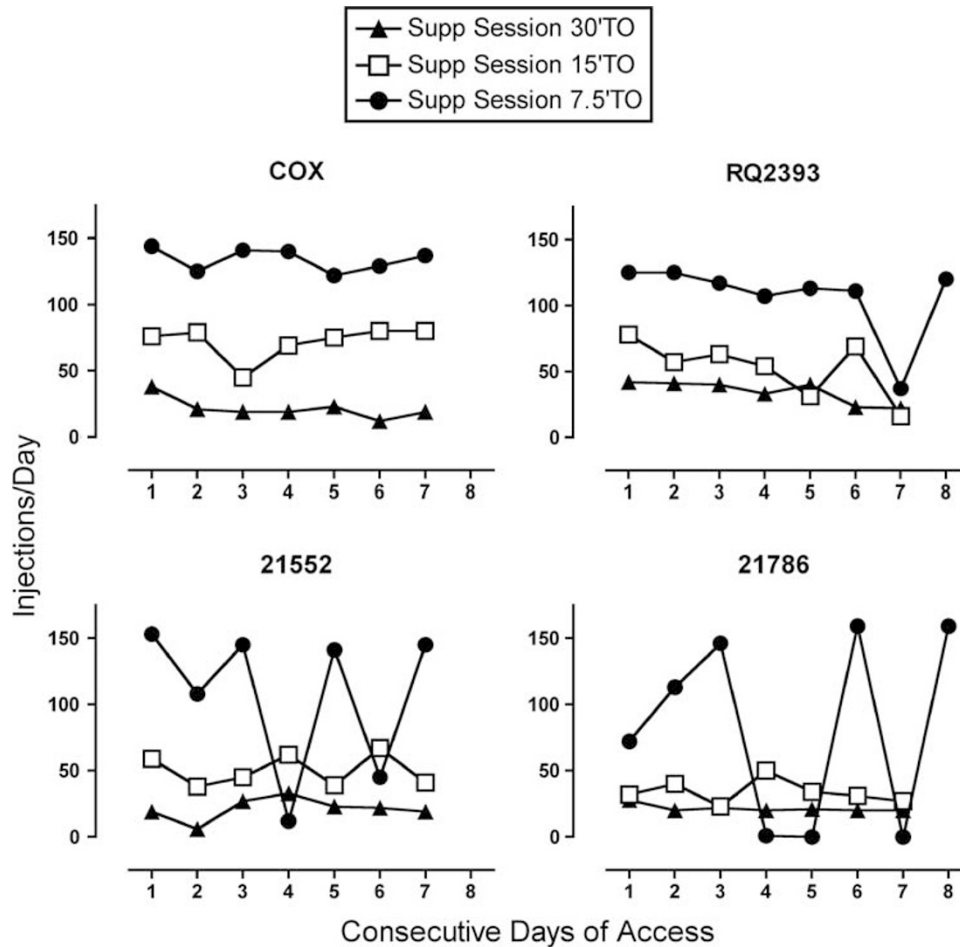 Supp Session 30'TO
Supp Session 15'TO
Supp Session 7.5'TO
COX
RQ2393
150
100
50
0
1 2 3 4 5 6 7 8
150
100
50
0
1 2 3 4 5 6 7 8
Injections/Day
21552
21786
150
100
50
0
1 2 3 4 5 6 7 8
150
100
50
0
1 2 3 4 5 6 7 8
Consecutive Days of Access